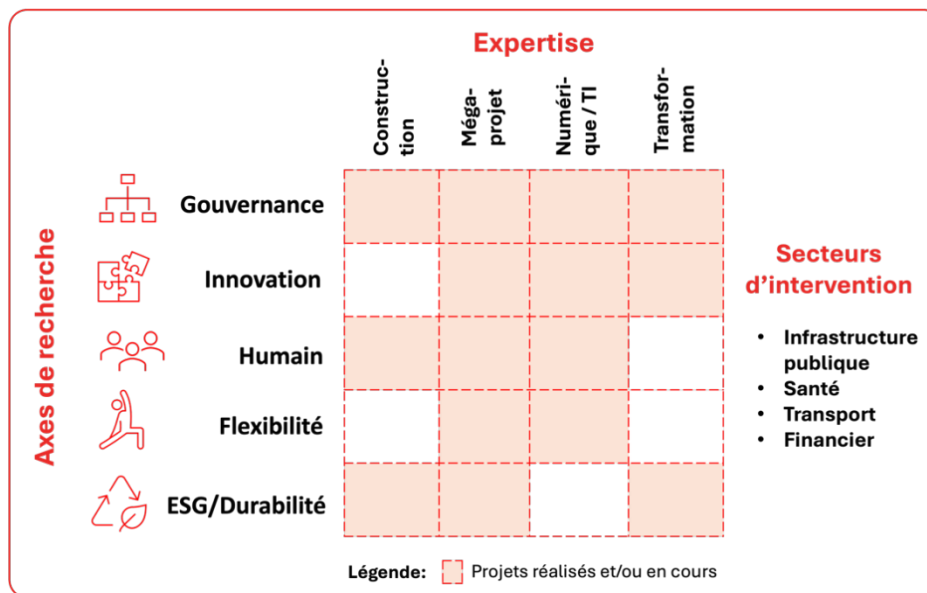 Expertise
Construc-
tion
Méga-
projet
Numéri-
que / TI
Transfor-
mation
Axes de recherche
Gouvernance
Innovation
Humain
Flexibilité
ESG/Durabilité
Secteurs
d'intervention
• Infrastructure
publique
• Santé
• Transport
• Financier
Légende: Projets réalisés et/ou en cours